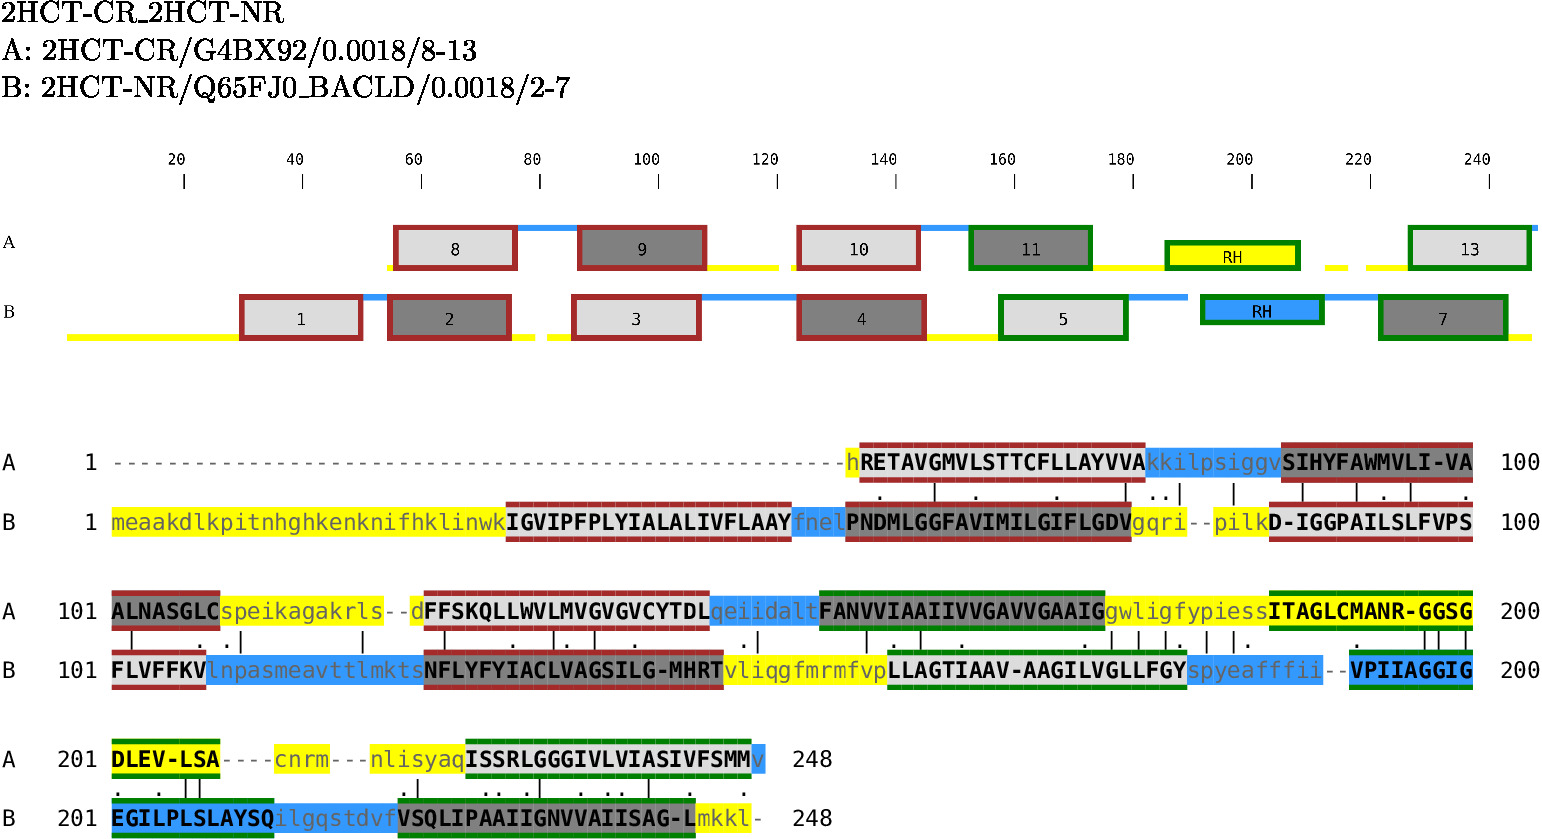 2HCT-CR_2HCT-NR
A: 2HCT-CR/G4BX92/0.0018/8-13
B: 2HCT-NR/Q65FJ0_BACLD/0.0018/2-7
20 40 60 80 100 120 140 160 180 200 220 240
A 8 9 10 11 RH 13
B 1 2 3 4 5 RH 7
A 1 ------------------------------------------------------hRETAVGMVLSTTCFLLAYVVAkkilpsiggvSIHYFAWMVLI-VA 100
B 1 meaakdlkpitnhghkenknifhklinwkIGVIPFPLYIALALIVFLAAYfnelPNDMLGGFAVIMILGIFLGDVgqri--pilkD-IGGPAILSLFVPS 100
A 101 ALNASGLCspeikagakrls--dFFSKQLLWVLMVGVGVCYTDLqeiidaltFANVVIAAIIVVGAVVGAAIGgwligfypiessITAGLCMANR-GGSG 200
B 101 FLVFFKVlnpasmeavttlmktsNFLYFYIACLVAGSILG-MHRTvliqgfmrmfvpLLAGTIAAV-AAGILVGLLFGYspyeafffii--VPIIAGGIG 200
A 201 DLEV-LSA----cnrm---nlisyaqISSRLGGGIVLVIASIVFSMMv 248
B 201 EGILPLSLAYSQilgqstdvfVSQLIPAAIIGNVVAIISAG-Lmkkl- 248